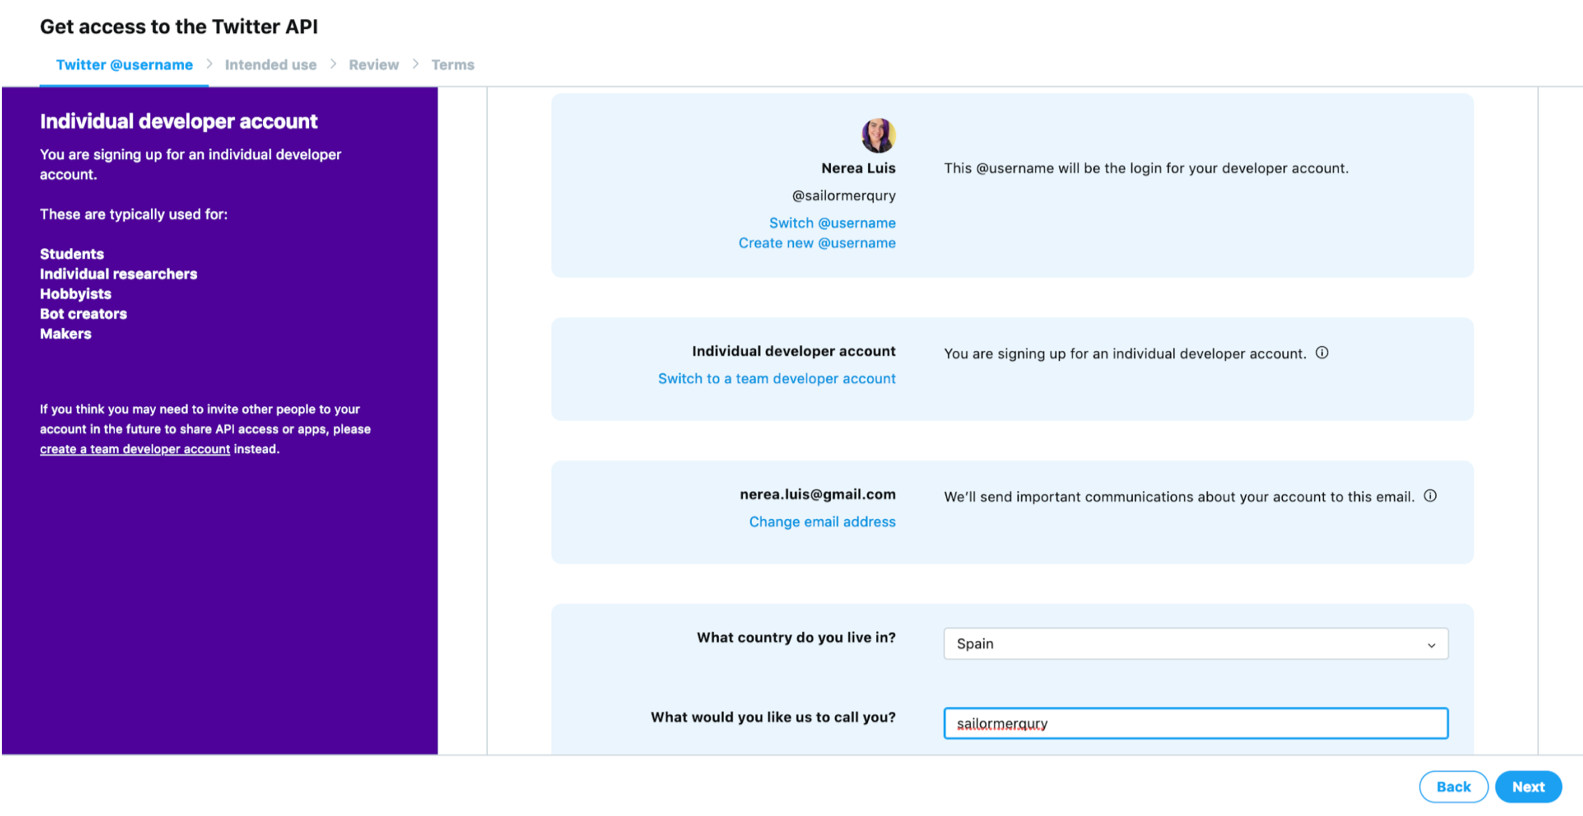 Get access to the Twitter API
Twitter @username > Intended use > Review > Terms
Individual developer account
You are signing up for an individual developer
account.
These are typically used for:
Students
Individual researchers
Hobbyists
Bot creators
Makers
If you think you may need to invite other people to your
account in the future to share API access or apps, please
create a team developer account instead.
Nerea Luis
This @username will be the login for your developer account.
@sailormerqury
Switch @username
Create new @username
Individual developer account
You are signing up for an individual developer account.
Switch to a team developer account
nerea.luis@gmail.com
We'll send important communications about your account to this email.
Change email address
What country do you live in?
Spain
What would you like us to call you?
sailormerqury
Back
Next